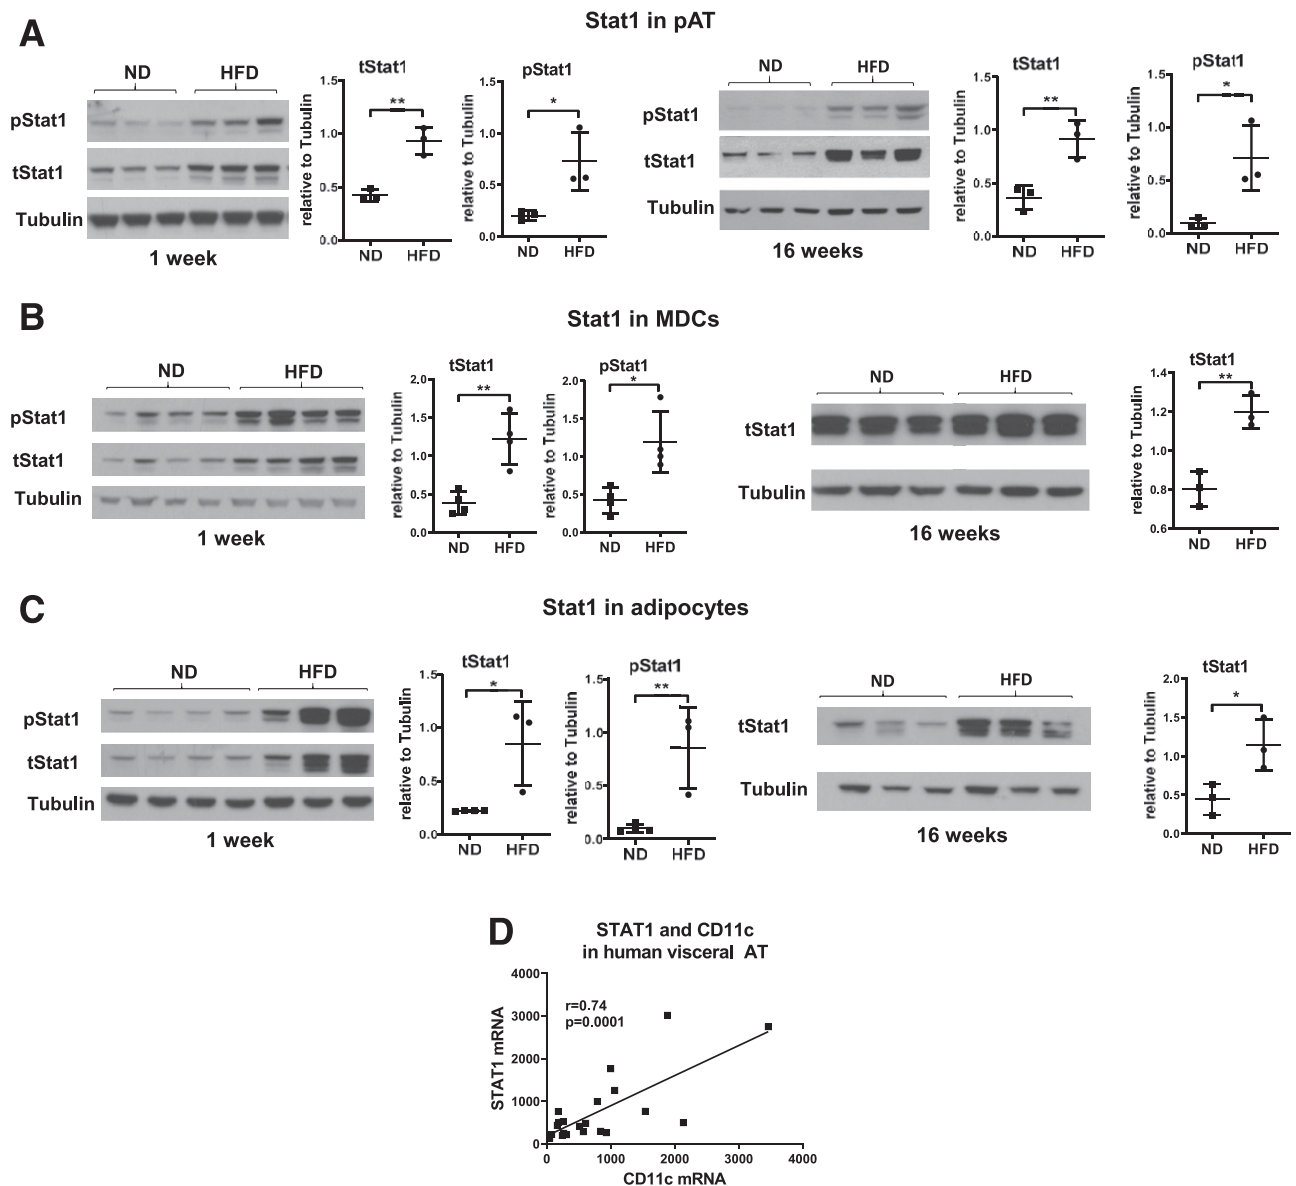 A
Stat1 in pAT
ND HFD
pStat1
tStat1
Tubulin
1 week
tStat1
relative to Tubulin
1.5
1.0
0.5
0.0
**
ND HFD
pStat1
relative to Tubulin
1.5
1.0
0.5
0.0
*
ND HFD
ND HFD
pStat1
tStat1
Tubulin
16 weeks
tStat1
relative to Tubulin
1.5
1.0
0.5
0.0
**
ND HFD
pStat1
relative to Tubulin
1.5
1.0
0.5
0.0
*
ND HFD
B
Stat1 in MDCs
ND HFD
pStat1
tStat1
Tubulin
1 week
tStat1
relative to Tubulin
2.0
1.5
1.0
0.5
0.0
**
ND HFD
pStat1
relative to Tubulin
2.0
1.5
1.0
0.5
0.0
*
ND HFD
ND HFD
tStat1
Tubulin
16 weeks
tStat1
relative to Tubulin
1.4
1.2
1.0
0.8
0.6
**
ND HFD
C
Stat1 in adipocytes
ND HFD
pStat1
tStat1
Tubulin
1 week
tStat1
relative to Tubulin
1.5
1.0
0.5
0.0
*
ND HFD
pStat1
relative to Tubulin
1.5
1.0
0.5
0.0
**
ND HFD
ND HFD
tStat1
Tubulin
16 weeks
tStat1
relative to Tubulin
2.0
1.5
1.0
0.5
0.0
*
ND HFD
D
STAT1 and CD11c
in human visceral AT
STAT1 mRNA
4000
3000
2000
1000
0
r=0.74
p=0.0001
0 1000 2000 3000 4000
CD11c mRNA